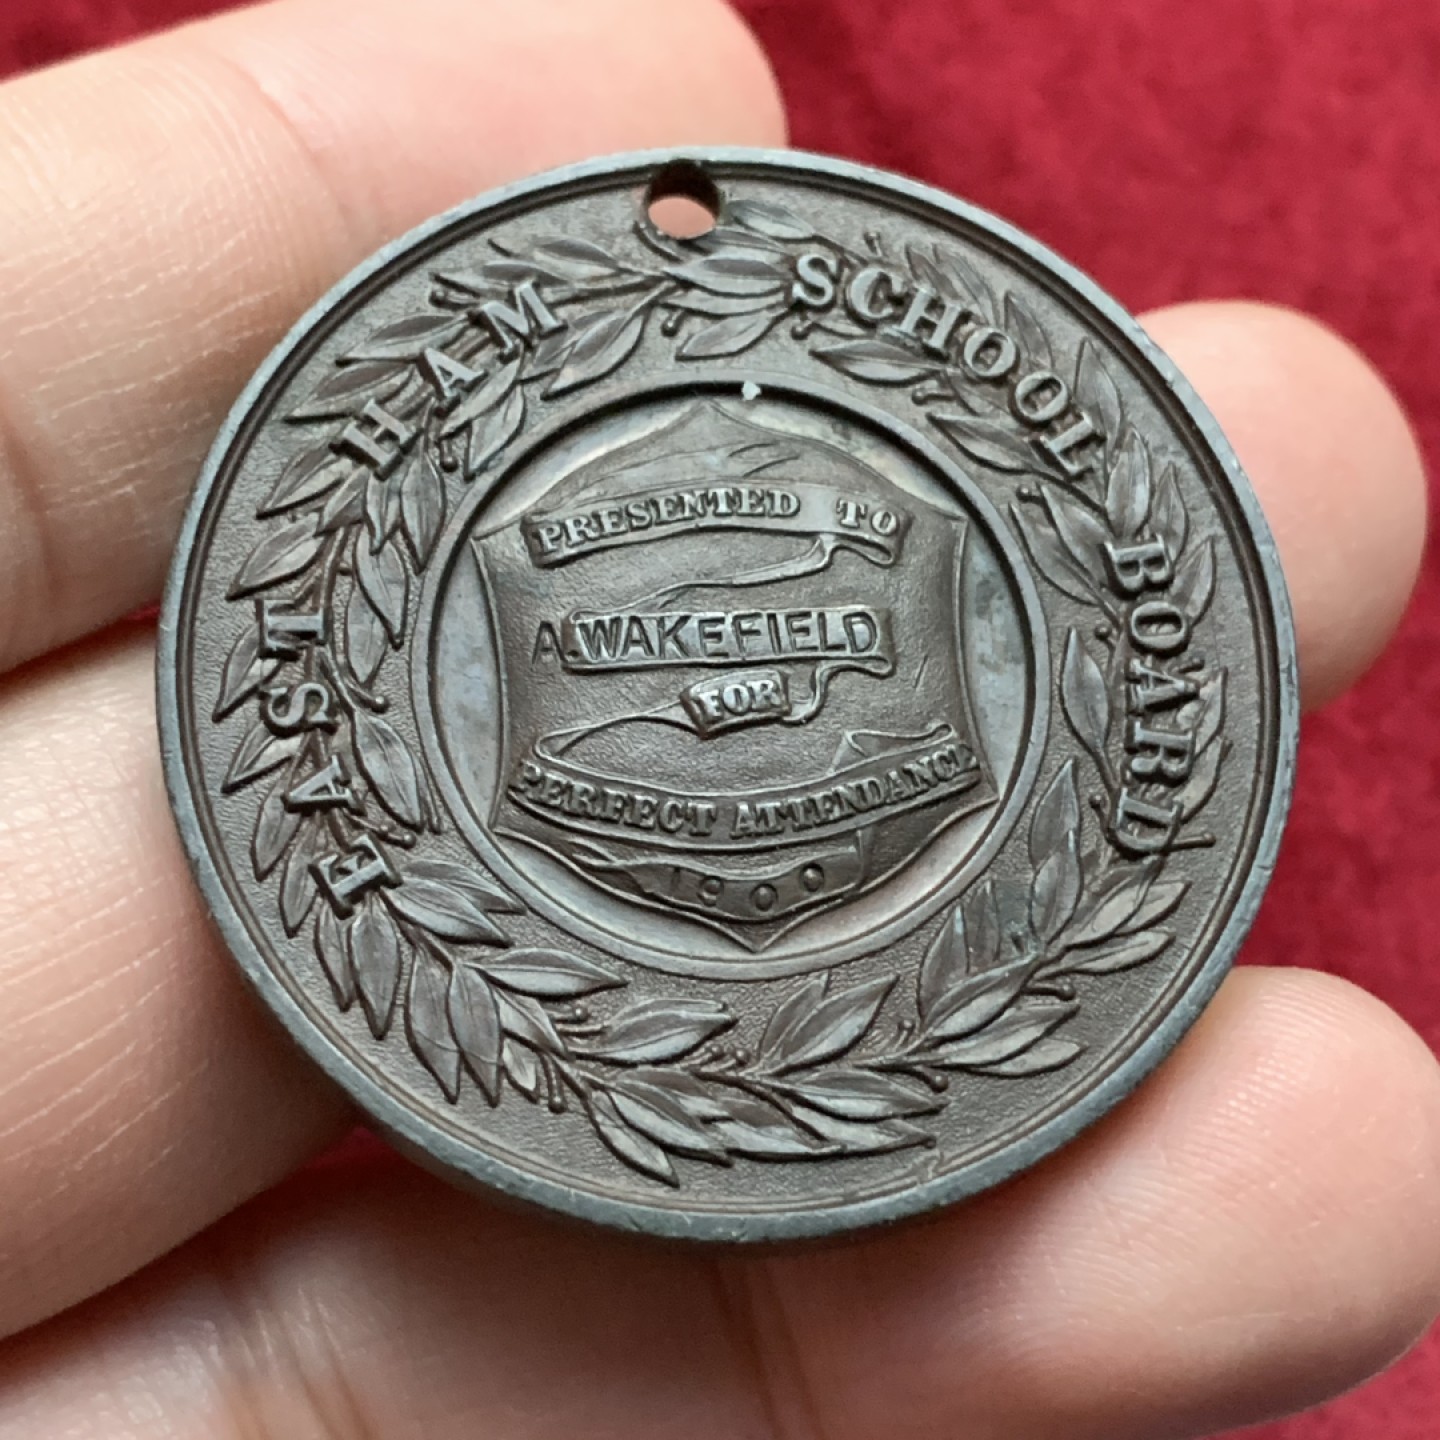 EAST HAM SCHOOL BOARD
PRESENTED TO
A. WAKEFIELD
FOR
PERFECT ATTENDANCE
1900